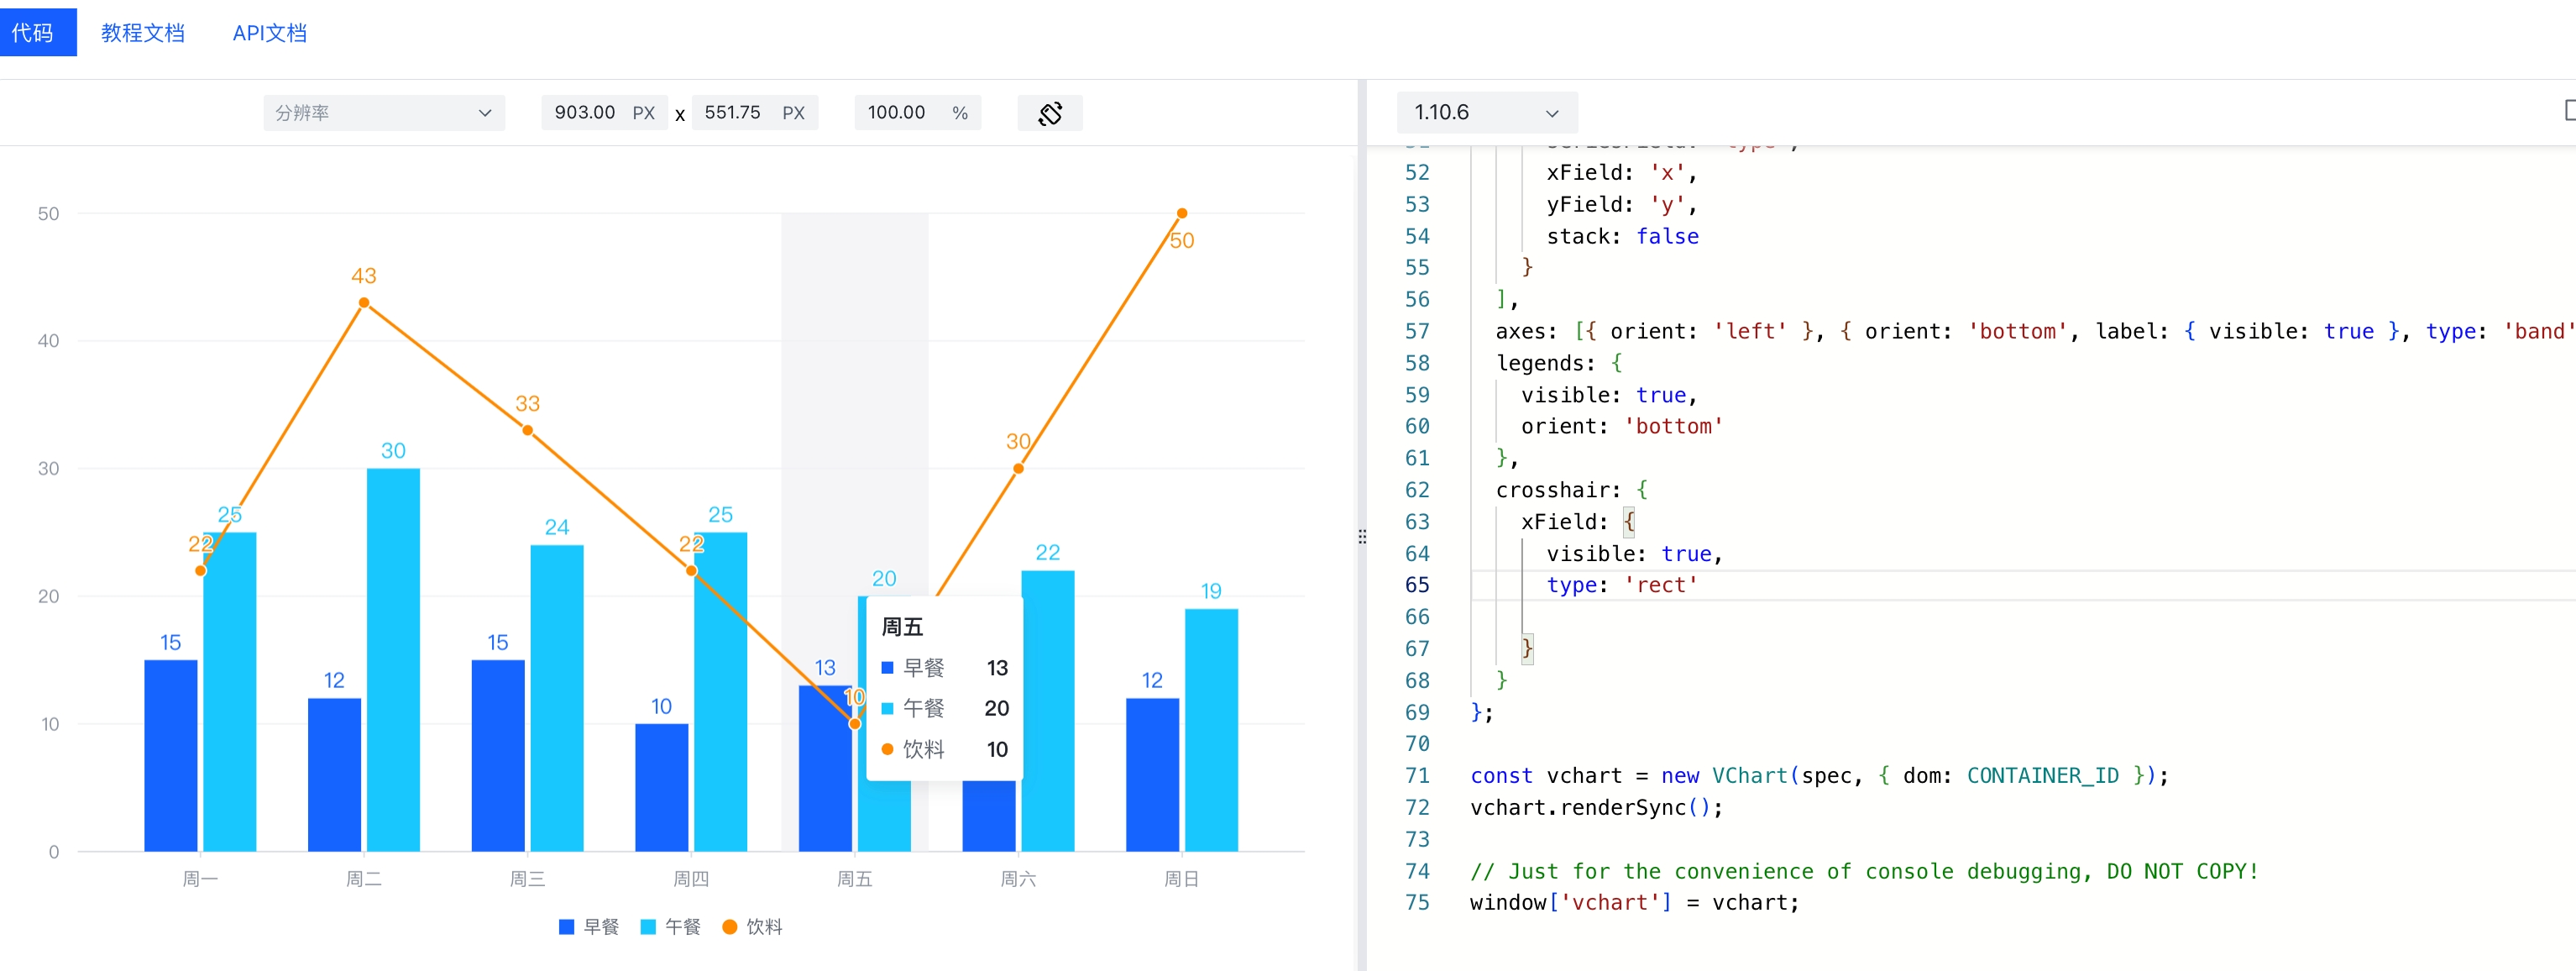 代码 教程文档 API文档
分辨率 903.00 PX x 551.75 PX 100.00 %
1.10.6
50
40
30
20
10
0
22 43 33 22 10 30 50
15 12 15 10 13 12
25 30 24 25 20 22 19
周五
早餐 13
午餐 20
饮料 10
周一 周二 周三 周四 周五 周六 周日
早餐 午餐 饮料
52 xField: 'x',
53 yField: 'y',
54 stack: false
55 }
56 ],
57 axes: [{ orient: 'left' }, { orient: 'bottom', label: { visible: true }, type: 'band'
58 legends: {
59 visible: true,
60 orient: 'bottom'
61 },
62 crosshair: {
63 xField: {
64 visible: true,
65 type: 'rect'
66
67 }
68 }
69 };
70
71 const vchart = new VChart(spec, { dom: CONTAINER_ID });
72 vchart.renderSync();
73
74 // Just for the convenience of console debugging, DO NOT COPY!
75 window['vchart'] = vchart;